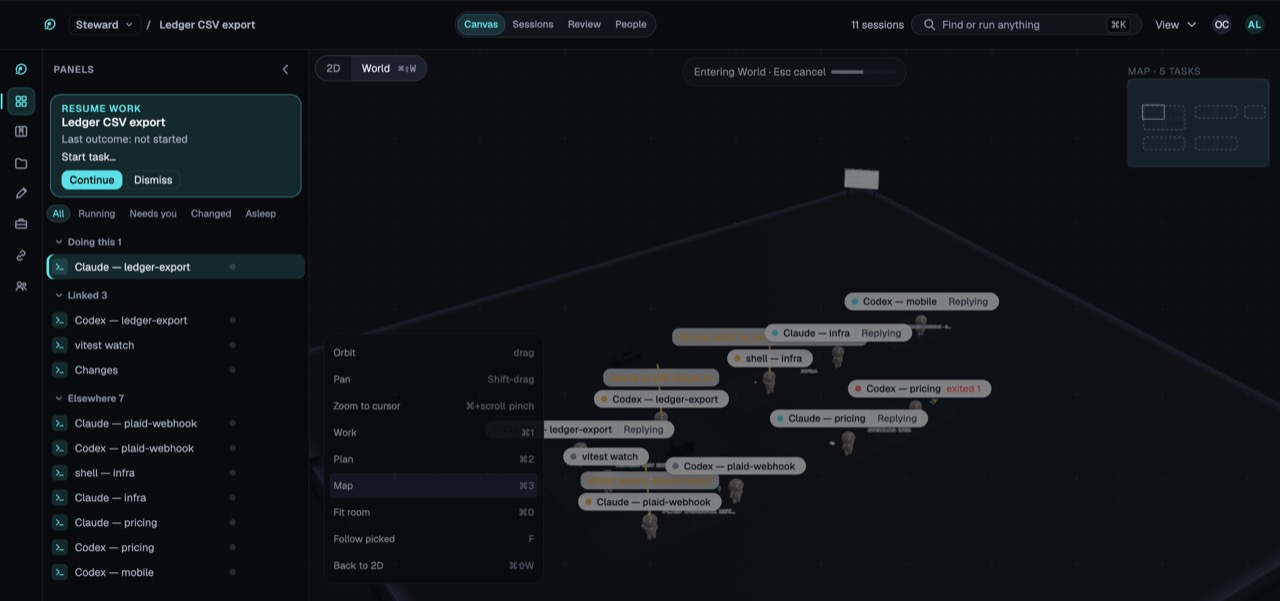 Steward / Ledger CSV export
Canvas Sessions Review People
11 sessions
Find or run anything ⌘K
View
OC
AL
PANELS
RESUME WORK
Ledger CSV export
Last outcome: not started
Start task…
Continue Dismiss
All Running Needs you Changed Asleep
Doing this 1
Claude — ledger-export
Linked 3
Codex — ledger-export
vitest watch
Changes
Elsewhere 7
Claude — plaid-webhook
Codex — plaid-webhook
shell — infra
Claude — infra
Claude — pricing
Codex — pricing
Codex — mobile
2D World ⌘⇧W
Entering World · Esc cancel
MAP · 5 TASKS
Codex — mobile Replying
Claude — infra Replying
shell — infra
Codex — pricing exited 1
Codex — ledger-export
Claude — pricing Replying
ledger-export Replying
vitest watch
Codex — plaid-webhook
Claude — plaid-webhook
Orbit drag
Pan Shift-drag
Zoom to cursor ⌘+scroll pinch
Work ⌘1
Plan ⌘2
Map ⌘3
Fit room ⌘0
Follow picked F
Back to 2D ⌘⇧W